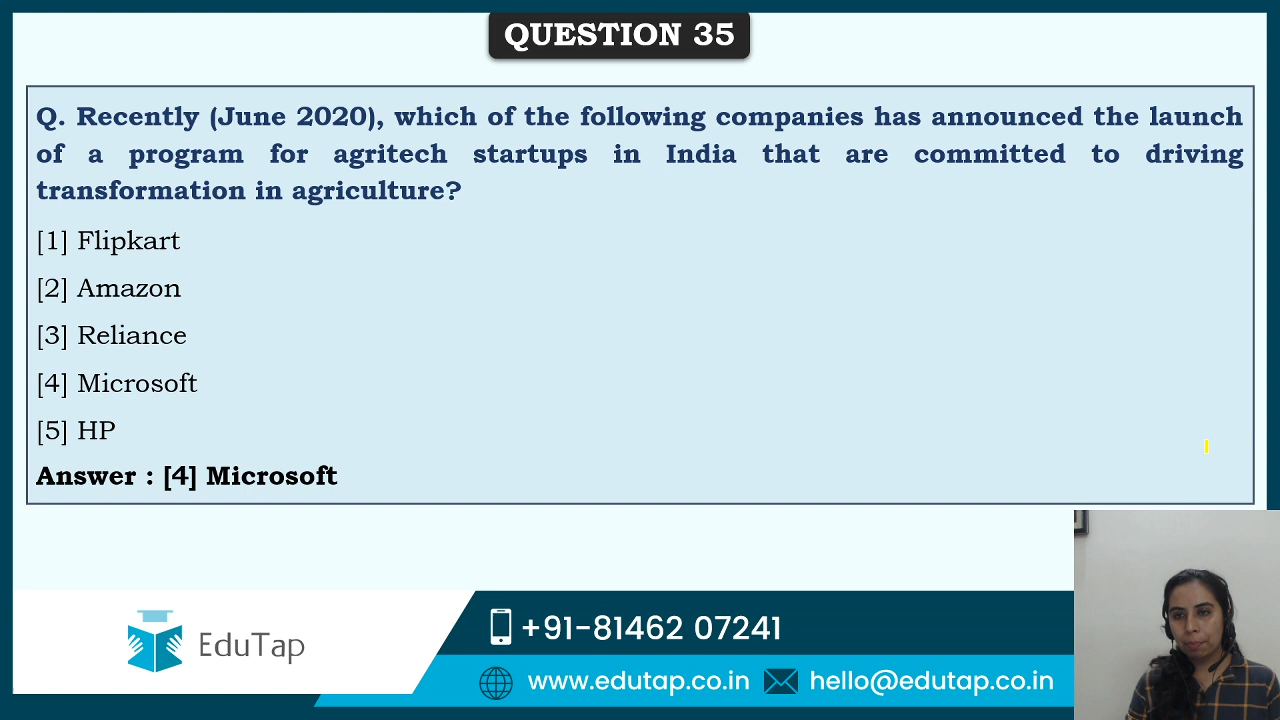 QUESTION 35
Q. Recently (June 2020), which of the following companies has announced the launch
of a program for agritech startups in India that are committed to driving
transformation in agriculture?
[1] Flipkart
[2] Amazon
[3] Reliance
[4] Microsoft
[5] HP
Answer : [4] Microsoft
EduTap
+91-81462 07241
www.edutap.co.in hello@edutap.co.in